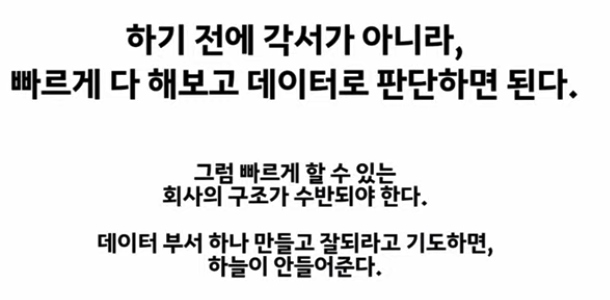 하기 전에 각서가 아니라,
빠르게 다 해보고 데이터로 판단하면 된다.
그럼 빠르게 할 수 있는
회사의 구조가 수반되야 한다.
데이터 부서 하나 만들고 잘되라고 기도하면,
하늘이 안들어준다.